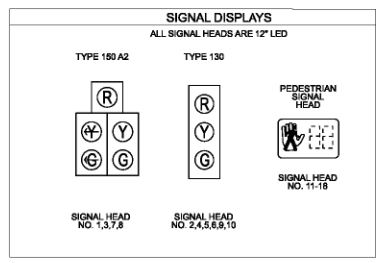 SIGNAL DISPLAYS
ALL SIGNAL HEADS ARE 12" LED
TYPE 150 A2
R
Y Y
G G
SIGNAL HEAD
NO. 1,3,7,8
TYPE 130
R
Y
G
SIGNAL HEAD
NO. 2,4,5,6,9,10
PEDESTRIAN
SIGNAL
HEAD
SIGNAL HEAD
NO. 11-18